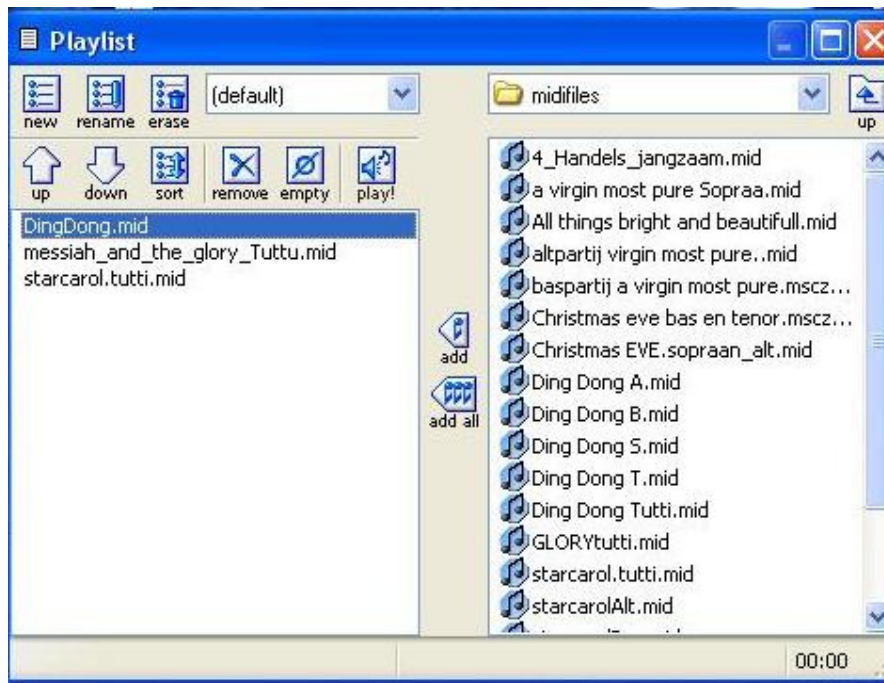 Playlist
new rename erase (default)
up down sort remove empty play!
DingDong.mid
messiah_and_the_glory_Tuttu.mid
starcarol.tutti.mid
add
add all
midifiles
up
4_Handels_jangzaam.mid
a virgin most pure Sopraa.mid
All things bright and beautifull.mid
altpartij virgin most pure..mid
baspartij a virgin most pure.mscz...
Christmas eve bas en tenor.mscz...
Christmas EVE.sopraan_alt.mid
Ding Dong A.mid
Ding Dong B.mid
Ding Dong S.mid
Ding Dong T.mid
Ding Dong Tutti.mid
GLORYtutti.mid
starcarol.tutti.mid
starcarolAlt.mid
00:00